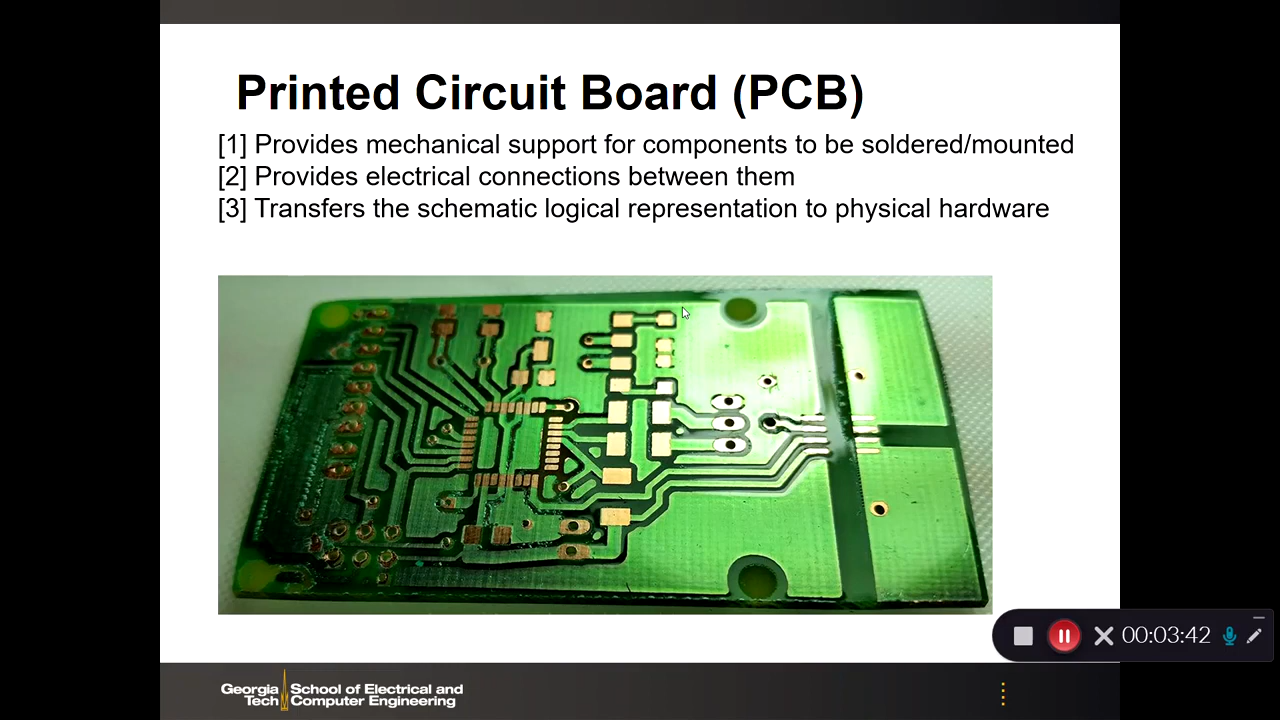 Printed Circuit Board (PCB)
[1] Provides mechanical support for components to be soldered/mounted
[2] Provides electrical connections between them
[3] Transfers the schematic logical representation to physical hardware
00:03:42
Georgia Tech School of Electrical and
Computer Engineering